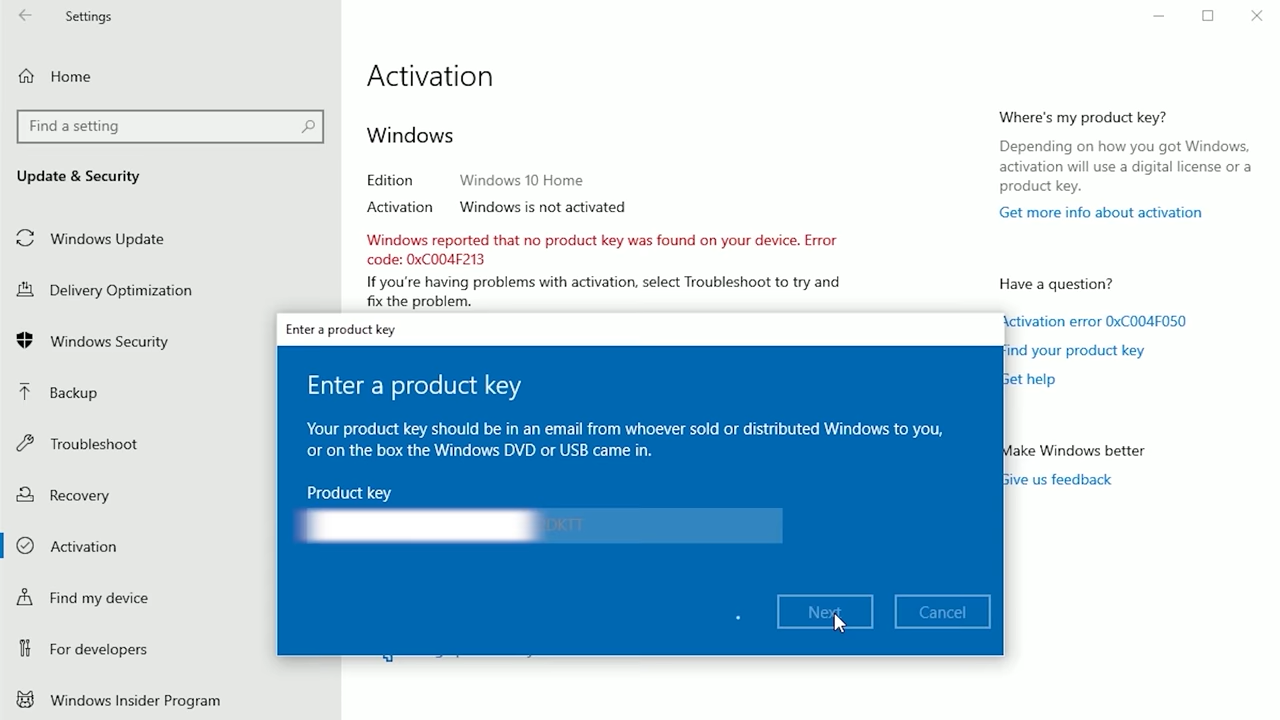 Settings
Home
Find a setting
Update & Security
Windows Update
Delivery Optimization
Windows Security
Backup
Troubleshoot
Recovery
Activation
Find my device
For developers
Windows Insider Program
Activation
Windows
Edition Windows 10 Home
Activation Windows is not activated
Windows reported that no product key was found on your device. Error
code: 0xC004F213
If you're having problems with activation, select Troubleshoot to try and
fix the problem.
Enter a product key
Enter a product key
Your product key should be in an email from whoever sold or distributed Windows to you,
or on the box the Windows DVD or USB came in.
Product key
DKTT
Next
Cancel
Where's my product key?
Depending on how you got Windows,
activation will use a digital license or a
product key.
Get more info about activation
Have a question?
Activation error 0xC004F050
Find your product key
Get help
Make Windows better
Give us feedback